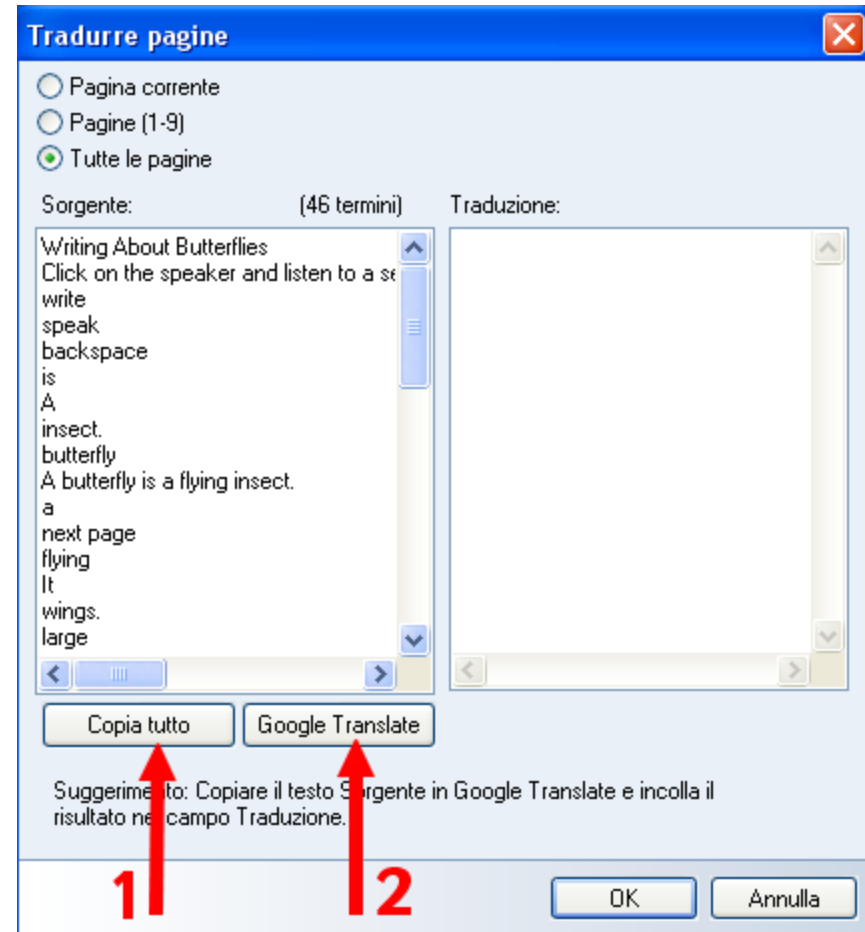 Tradurre pagine
Pagina corrente
Pagine (1-9)
Tutte le pagine
Sorgente: (46 termini) Traduzione:
Writing About Butterflies
Click on the speaker and listen to a se
write
speak
backspace
is
A
insect.
butterfly
A butterfly is a flying insect.
a
next page
flying
It
wings.
large
Copia tutto Google Translate
Suggerimento: Copiare il testo Sorgente in Google Translate e incolla il
risultato nel campo Traduzione.
1 2
OK Annulla